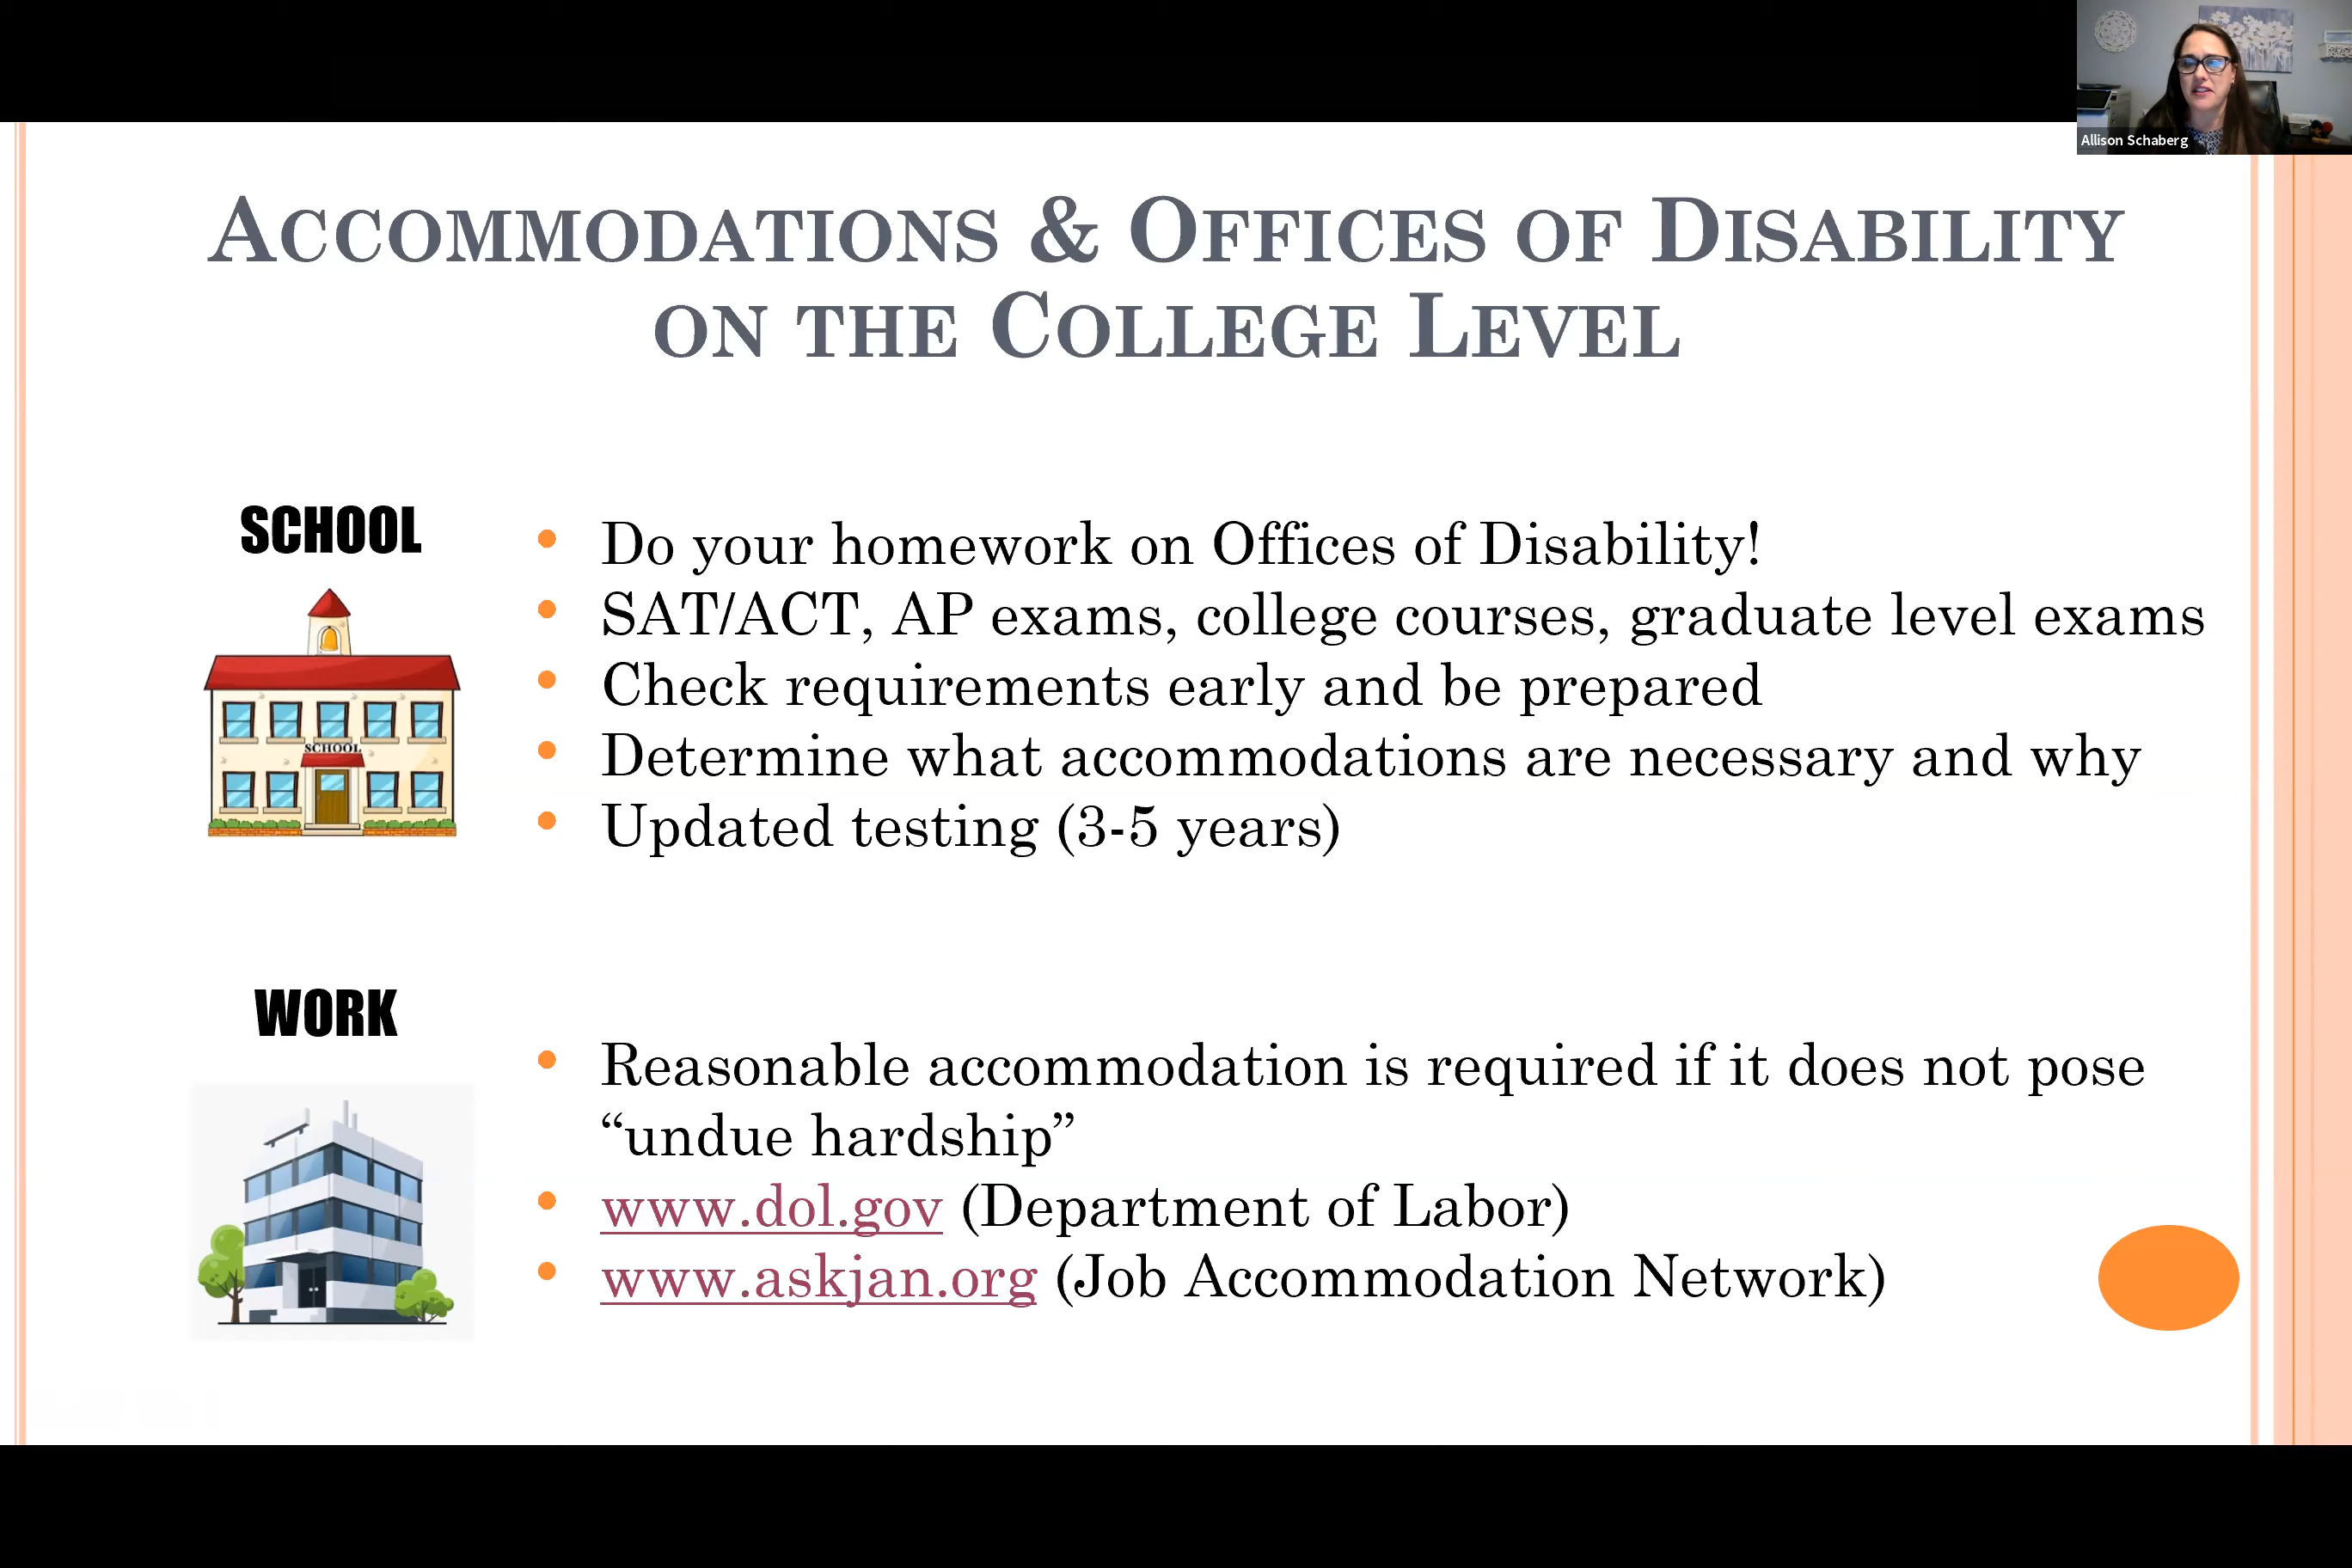 Allison Schaberg
Accommodations & Offices of Disability
on the College Level
SCHOOL
SCHOOL
• Do your homework on Offices of Disability!
• SAT/ACT, AP exams, college courses, graduate level exams
• Check requirements early and be prepared
• Determine what accommodations are necessary and why
• Updated testing (3-5 years)
WORK
• Reasonable accommodation is required if it does not pose
“undue hardship”
• www.dol.gov (Department of Labor)
• www.askjan.org (Job Accommodation Network)